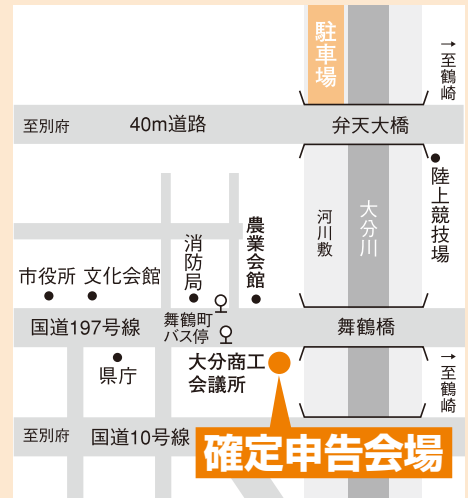 駐車場
→至鶴崎
至別府
40m道路
弁天大橋
陸上競技場
河川敷
大分川
農業会館
消防局
市役所
文化会館
舞鶴町
バス停
国道197号線
舞鶴橋
大分商工
会議所
県庁
→至鶴崎
至別府
国道10号線
確定申告会場